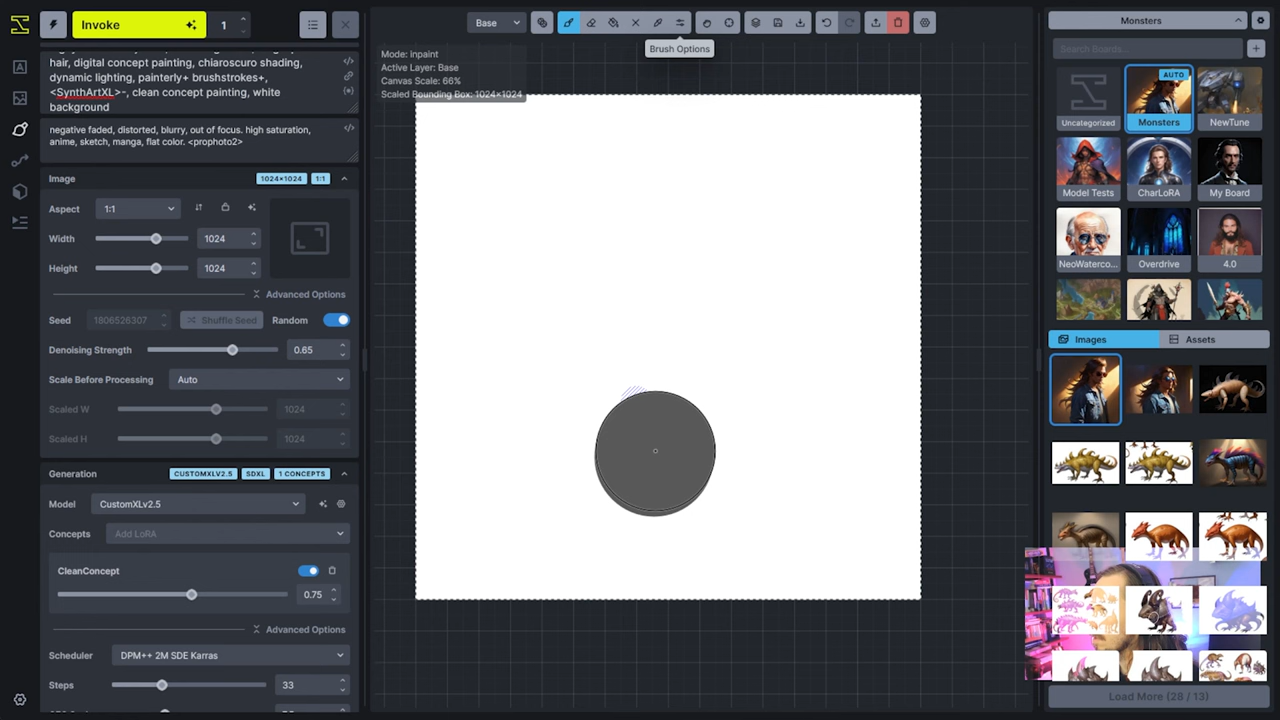 Invoke
1
Base
Brush Options
Mode: Inpaint
Active Layer: Base
Canvas Scale: 66%
Scaled Bounding Box: 1024×1024
hair, digital concept painting, chiaroscuro shading,
dynamic lighting, painterly+ brushstrokes+,
<SynthArtXL>-, clean concept painting, white
background
negative faded, distorted, blurry, out of focus. high saturation,
anime, sketch, manga, flat color. <prophoto2>
Image
1024×1024
1:1
Aspect
1:1
Width
1024
Height
1024
Advanced Options
Seed
1806526307
Shuffle Seed
Random
Denoising Strength
0.65
Scale Before Processing
Auto
Scaled W
1024
Scaled H
1024
Generation
CUSTOMXLV2.5
SDXL
1 CONCEPTS
Model
CustomXLv2.5
Concepts
Add LoRA
CleanConcept
0.75
Advanced Options
Scheduler
DPM++ 2M SDE Karras
Steps
33
Monsters
Search Boards...
AUTO
Uncategorized
Monsters
NewTune
Model Tests
CharLoRA
My Board
NeoWaterco...
Overdrive
4.0
Images
Assets
Load More (28 / 13)